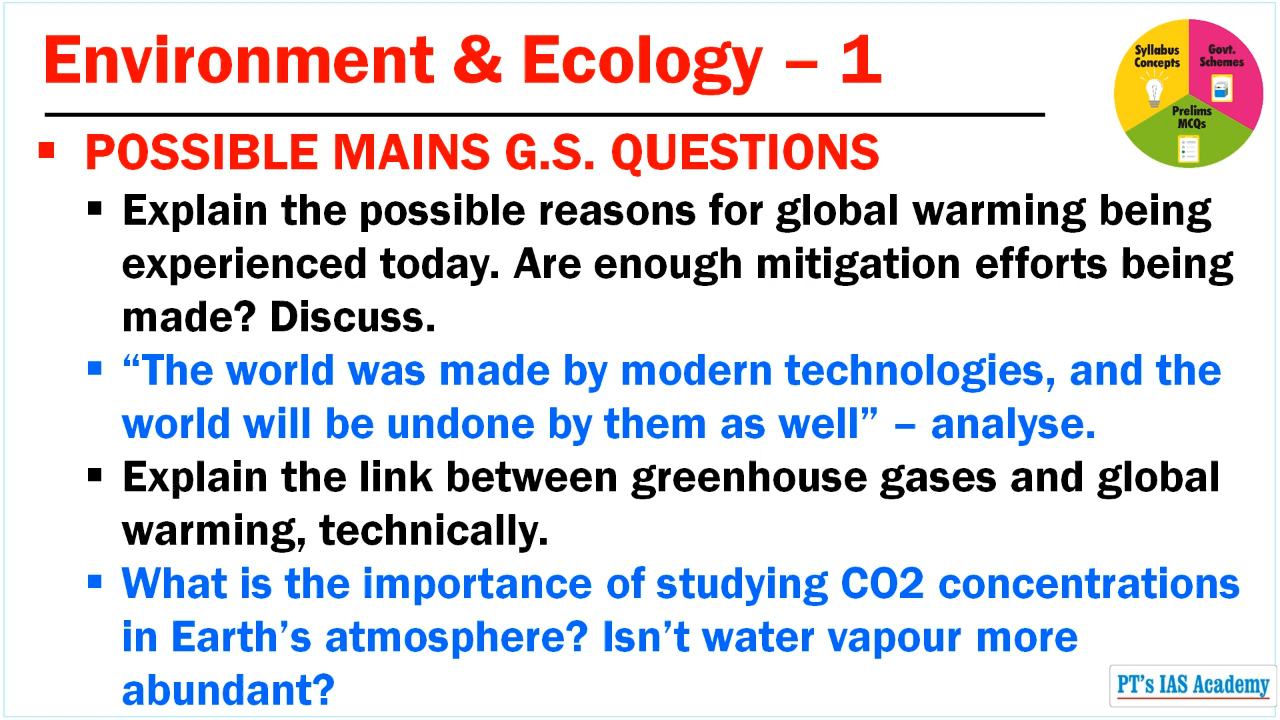 Environment & Ecology – 1
Syllabus
Concepts
Govt.
Schemes
Prelims
MCQs
▪ POSSIBLE MAINS G.S. QUESTIONS
▪ Explain the possible reasons for global warming being
experienced today. Are enough mitigation efforts being
made? Discuss.
▪ “The world was made by modern technologies, and the
world will be undone by them as well” – analyse.
▪ Explain the link between greenhouse gases and global
warming, technically.
▪ What is the importance of studying CO2 concentrations
in Earth’s atmosphere? Isn’t water vapour more
abundant?
PT’s IAS Academy